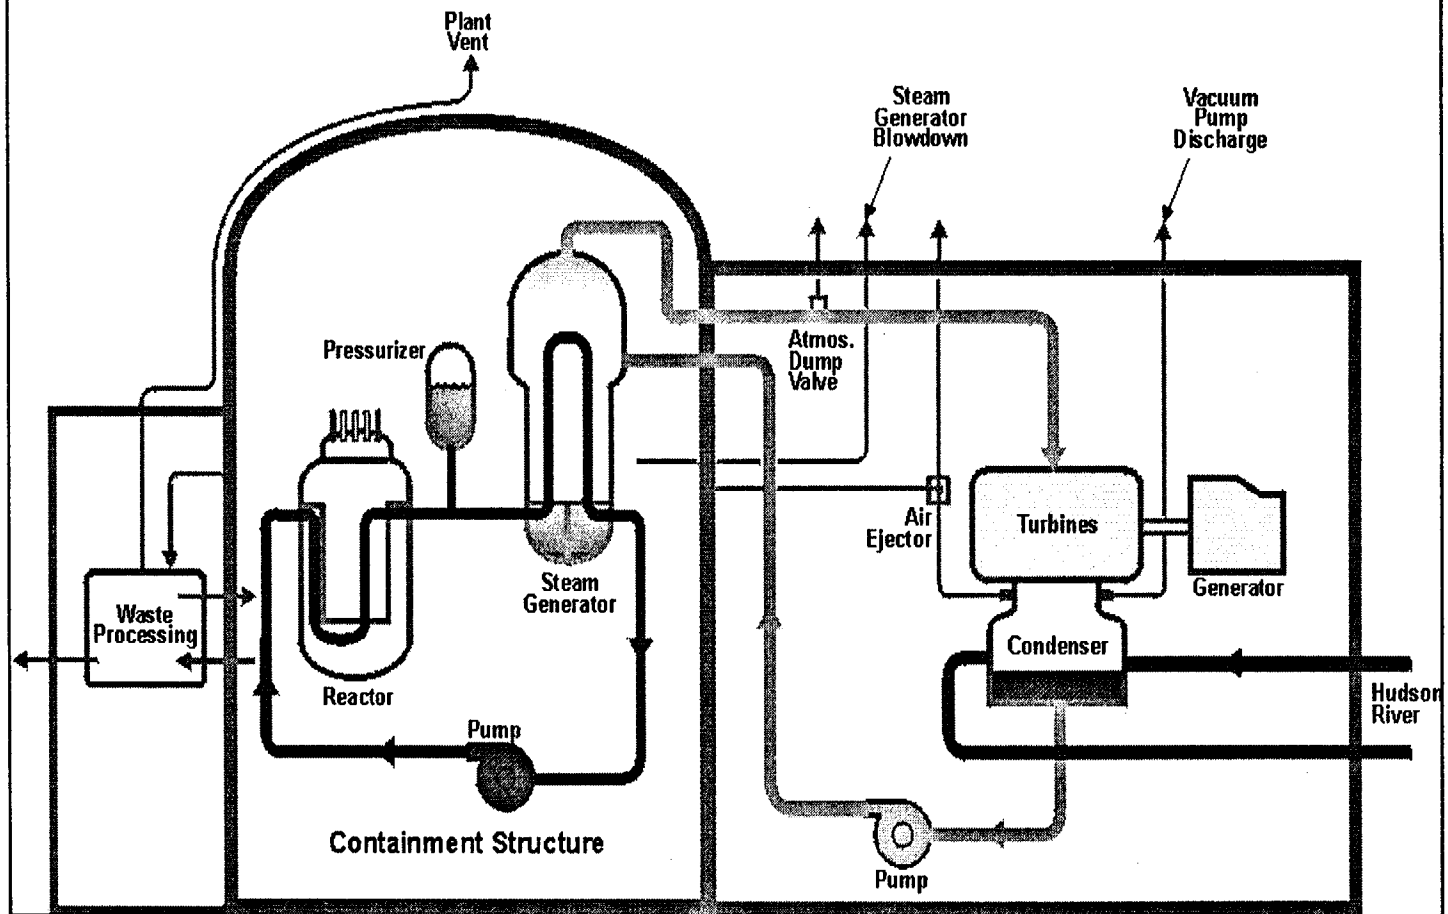 Plant
Vent
Steam
Generator
Blowdown
Vacuum
Pump
Discharge
Pressurizer
Atmos.
Dump
Valve
Air
Ejector
Turbines
Generator
Steam
Generator
Waste
Processing
Condenser
Reactor
Hudson
River
Pump
Containment Structure
Pump